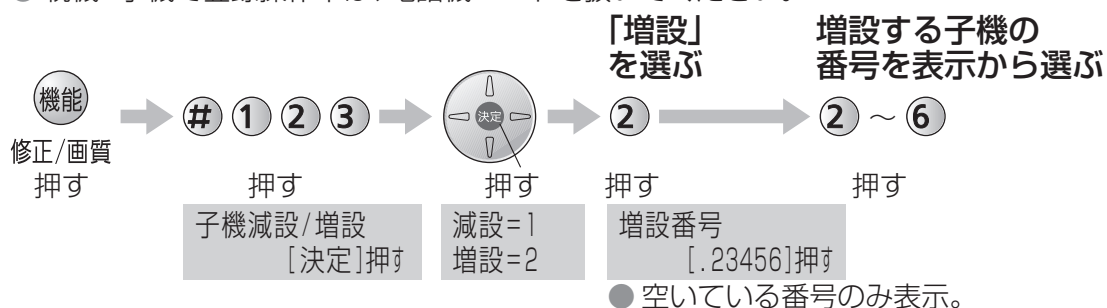 「増設」
を選ぶ
増設する子機の
番号を表示から選ぶ
機能
修正/画質
押す
# 1 2 3
押す
子機減設/増設
[決定]押す
決定
押す
減設=1
増設=2
2
押す
増設番号
[.23456]押す
● 空いている番号のみ表示。
2 ~ 6
押す